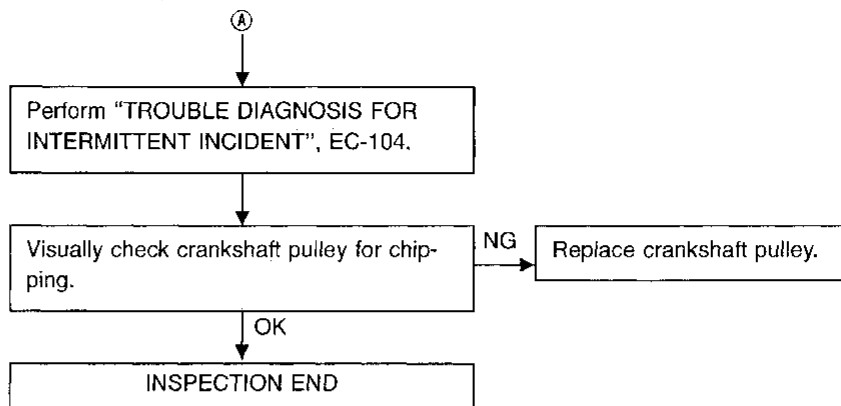 Ⓐ
Perform "TROUBLE DIAGNOSIS FOR
INTERMITTENT INCIDENT", EC-104.
Visually check crankshaft pulley for chip-
ping.
NG
Replace crankshaft pulley.
OK
INSPECTION END